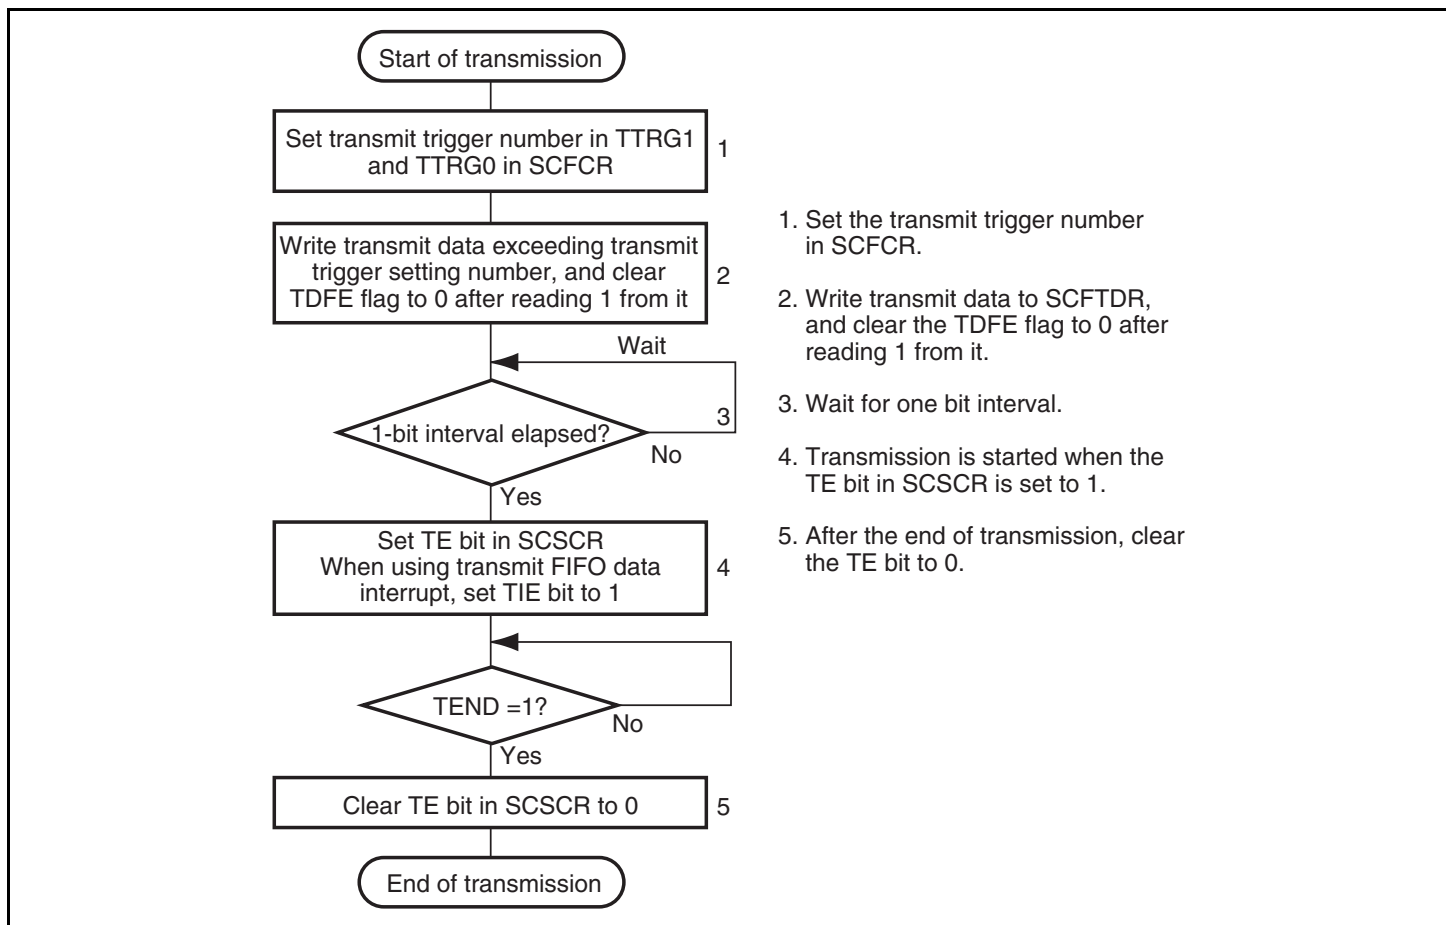 Start of transmission
Set transmit trigger number in TTRG1
and TTRG0 in SCFCR
1
Write transmit data exceeding transmit
trigger setting number, and clear
TDFE flag to 0 after reading 1 from it
2
Wait
1-bit interval elapsed?
3
No
Yes
Set TE bit in SCSCR
When using transmit FIFO data
interrupt, set TIE bit to 1
4
TEND =1?
No
Yes
Clear TE bit in SCSCR to 0
5
End of transmission
1. Set the transmit trigger number
in SCFCR.
2. Write transmit data to SCFTDR,
and clear the TDFE flag to 0 after
reading 1 from it.
3. Wait for one bit interval.
4. Transmission is started when the
TE bit in SCSCR is set to 1.
5. After the end of transmission, clear
the TE bit to 0.